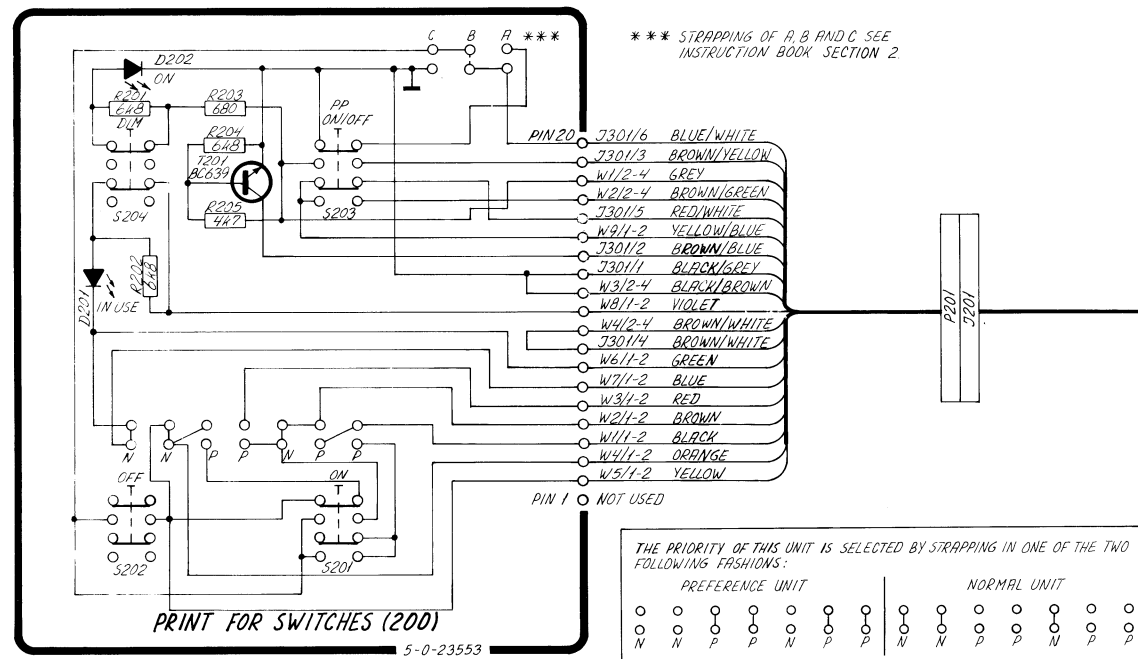 C B A ***
*** STRAPPING OF A, B AND C SEE
INSTRUCTION BOOK SECTION 2.
D202
ON
R201
6k8
DIM
R203
680
R204
6k8
T201
BC639
R205
4k7
PP
ON/OFF
S204
S203
R202
6k8
D201
IN USE
PIN 20 J301/6 BLUE/WHITE
J301/3 BROWN/YELLOW
W1/2-4 GREY
W2/2-4 BROWN/GREEN
J301/5 RED/WHITE
W9/1-2 YELLOW/BLUE
J301/2 BROWN/BLUE
J301/1 BLACK/GREY
W3/2-4 BLACK/BROWN
W8/1-2 VIOLET
W4/2-4 BROWN/WHITE
J301/4 BROWN/WHITE
W6/1-2 GREEN
W7/1-2 BLUE
W3/1-2 RED
W2/1-2 BROWN
W1/1-2 BLACK
W4/1-2 ORANGE
W5/1-2 YELLOW
PIN 1 NOT USED
P201
J201
N N P P N P P
OFF
ON
S202
S201
PRINT FOR SWITCHES (200)
5-0-23553
THE PRIORITY OF THIS UNIT IS SELECTED BY STRAPPING IN ONE OF THE TWO
FOLLOWING FASHIONS:
PREFERENCE UNIT
N N P P N P P
NORMAL UNIT
N N P P N P P